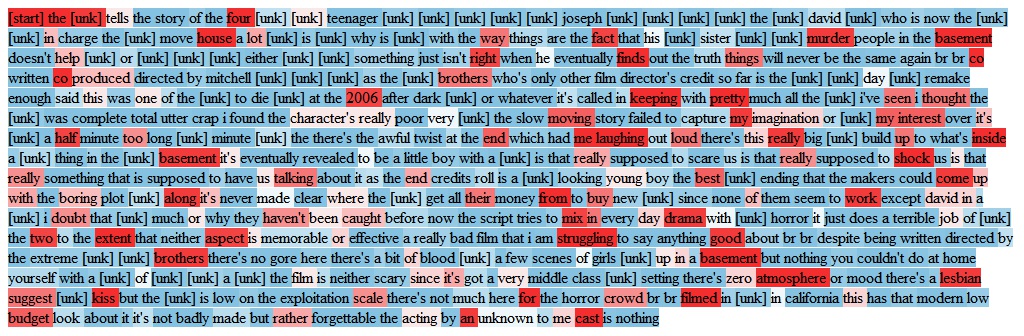 [start] the [unk] tells the story of the four [unk] [unk] teenager [unk] [unk] [unk] [unk] [unk] joseph [unk] [unk] [unk] [unk] the [unk] david [unk] who is now the [unk]
[unk] in charge the [unk] move house a lot [unk] is [unk] why is [unk] with the way things are the fact that his [unk] sister [unk] [unk] murder people in the basement
doesn't help [unk] or [unk] [unk] [unk] either [unk] [unk] something just isn't right when he eventually finds out the truth things will never be the same again br br co
written co produced directed by mitchell [unk] [unk] [unk] as the [unk] brothers who's only other film director's credit so far is the [unk] [unk] day [unk] remake
enough said this was one of the [unk] to die [unk] at the 2006 after dark [unk] or whatever it's called in keeping with pretty much all the [unk] i've seen i thought the
[unk] was complete total utter crap i found the character's really poor very [unk] the slow moving story failed to capture my imagination or [unk] my interest over it's
[unk] a half minute too long [unk] minute [unk] the there's the awful twist at the end which had me laughing out loud there's this really big [unk] build up to what's inside
a [unk] thing in the [unk] basement it's eventually revealed to be a little boy with a [unk] is that really supposed to scare us is that really supposed to shock us is that
really something that is supposed to have us talking about it as the end credits roll is a [unk] looking young boy the best [unk] ending that the makers could come up
with the boring plot [unk] along it's never made clear where the [unk] get all their money from to buy new [unk] since none of them seem to work except david in a
[unk] i doubt that [unk] much or why they haven't been caught before now the script tries to mix in every day drama with [unk] horror it just does a terrible job of [unk]
the two to the extent that neither aspect is memorable or effective a really bad film that i am struggling to say anything good about br br despite being written directed by
the extreme [unk] [unk] brothers there's no gore here there's a bit of blood [unk] a few scenes of girls [unk] up in a basement but nothing you couldn't do at home
yourself with a [unk] of [unk] [unk] a [unk] the film is neither scary since it's got a very middle class [unk] setting there's zero atmosphere or mood there's a lesbian
suggest [unk] kiss but the [unk] is low on the exploitation scale there's not much here for the horror crowd br br filmed in [unk] in california this has that modern low
budget look about it it's not badly made but rather forgettable the acting by an unknown to me cast is nothing